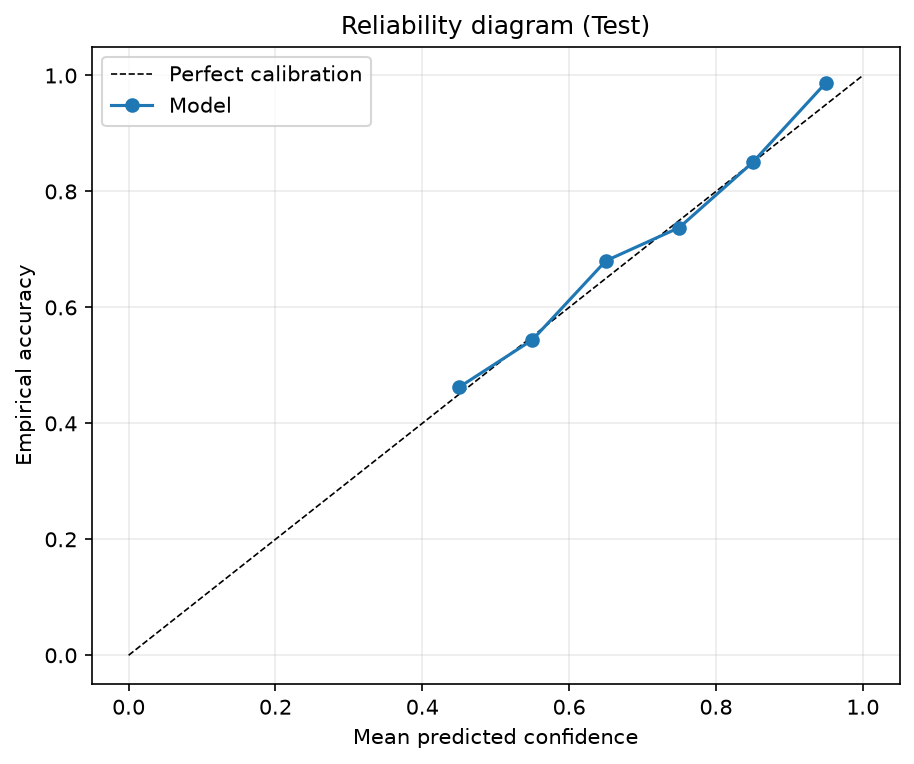 Reliability diagram (Test)
Perfect calibration
Model
Empirical accuracy
1.0
0.8
0.6
0.4
0.2
0.0
0.0 0.2 0.4 0.6 0.8 1.0
Mean predicted confidence